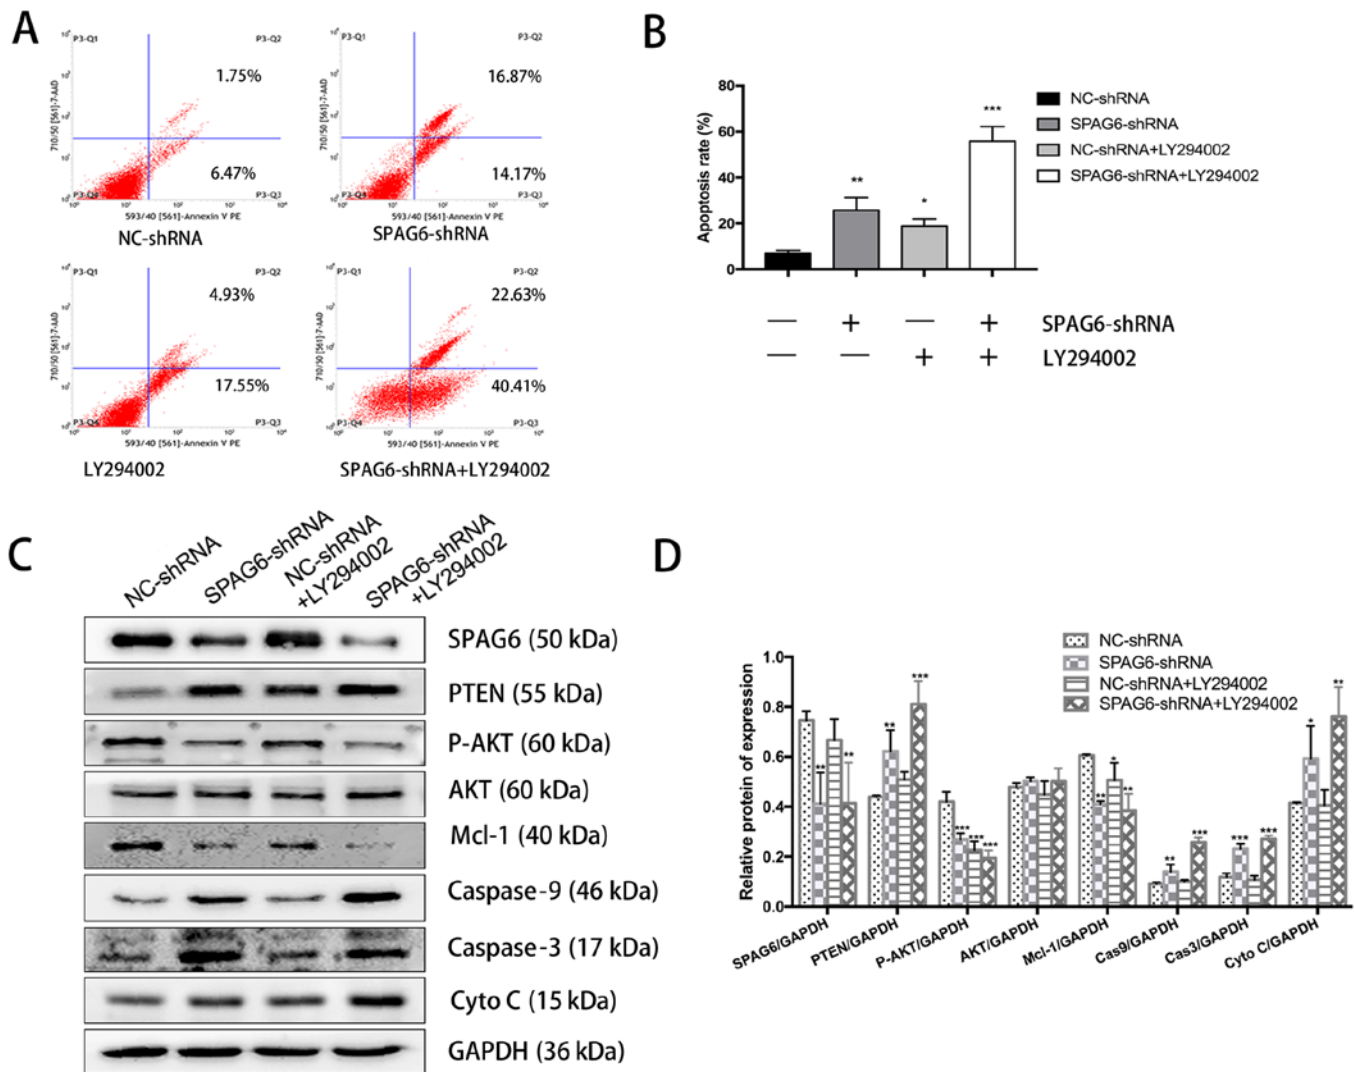 A
P3-Q1 P3-Q2
1.75%
6.47%
P3-Q4 P3-Q3
710/50 [561]-7-AAD
593/40 [561]-Annexin V PE
NC-shRNA
P3-Q1 P3-Q2
16.87%
14.17%
P3-Q4 P3-Q3
710/50 [561]-7-AAD
593/40 [561]-Annexin V PE
SPAG6-shRNA
P3-Q1 P3-Q2
4.93%
17.55%
P3-Q4 P3-Q3
710/50 [561]-7-AAD
593/40 [561]-Annexin V PE
LY294002
P3-Q1 P3-Q2
22.63%
40.41%
P3-Q4 P3-Q3
710/50 [561]-7-AAD
593/40 [561]-Annexin V PE
SPAG6-shRNA+LY294002
B
Apoptosis rate (%)
80
60
40
20
0
** * ***
NC-shRNA
SPAG6-shRNA
NC-shRNA+LY294002
SPAG6-shRNA+LY294002
— + — + SPAG6-shRNA
— — + + LY294002
C
NC-shRNA
SPAG6-shRNA
NC-shRNA
+LY294002
SPAG6-shRNA
+LY294002
SPAG6 (50 kDa)
PTEN (55 kDa)
P-AKT (60 kDa)
AKT (60 kDa)
Mcl-1 (40 kDa)
Caspase-9 (46 kDa)
Caspase-3 (17 kDa)
Cyto C (15 kDa)
GAPDH (36 kDa)
D
NC-shRNA
SPAG6-shRNA
NC-shRNA+LY294002
SPAG6-shRNA+LY294002
Relative protein of expression
1.0
0.8
0.6
0.4
0.2
0.0
** ** ** *** *** *** *** ** * ** ** *** *** *** * **
SPAG6/GAPDH
PTEN/GAPDH
P-AKT/GAPDH
AKT/GAPDH
Mcl-1/GAPDH
Cas9/GAPDH
Cas3/GAPDH
Cyto C/GAPDH